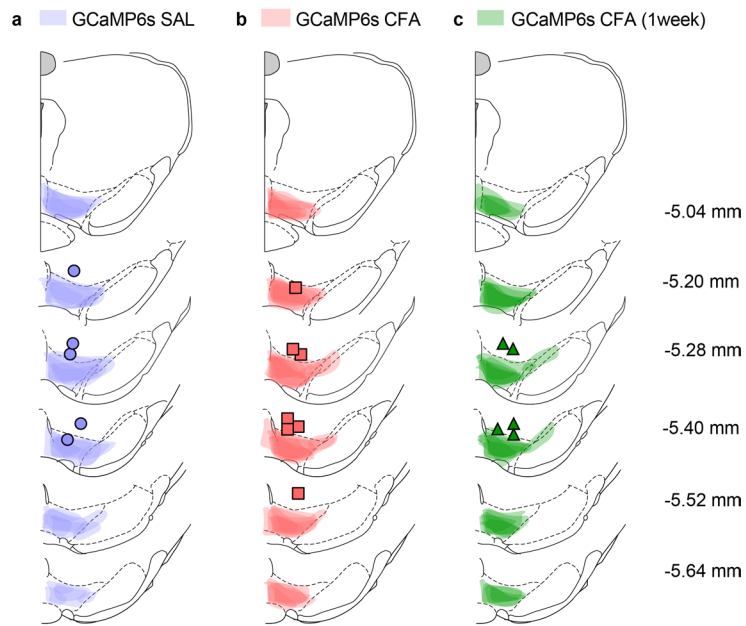 a GCaMP6s SAL b GCaMP6s CFA c GCaMP6s CFA (1week)
-5.04 mm
-5.20 mm
-5.28 mm
-5.40 mm
-5.52 mm
-5.64 mm